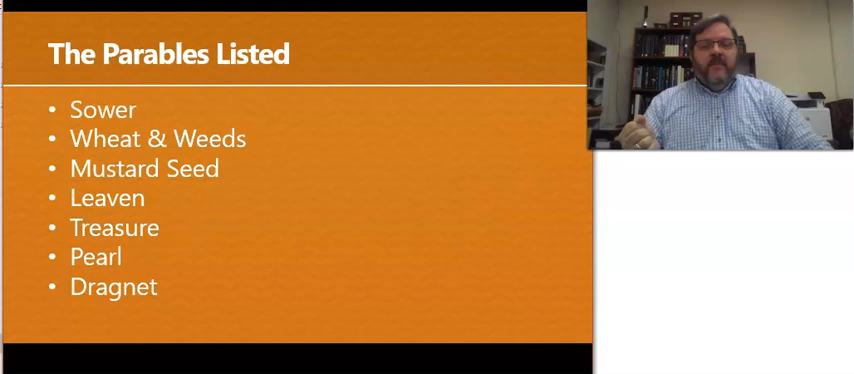 The Parables Listed
• Sower
• Wheat & Weeds
• Mustard Seed
• Leaven
• Treasure
• Pearl
• Dragnet